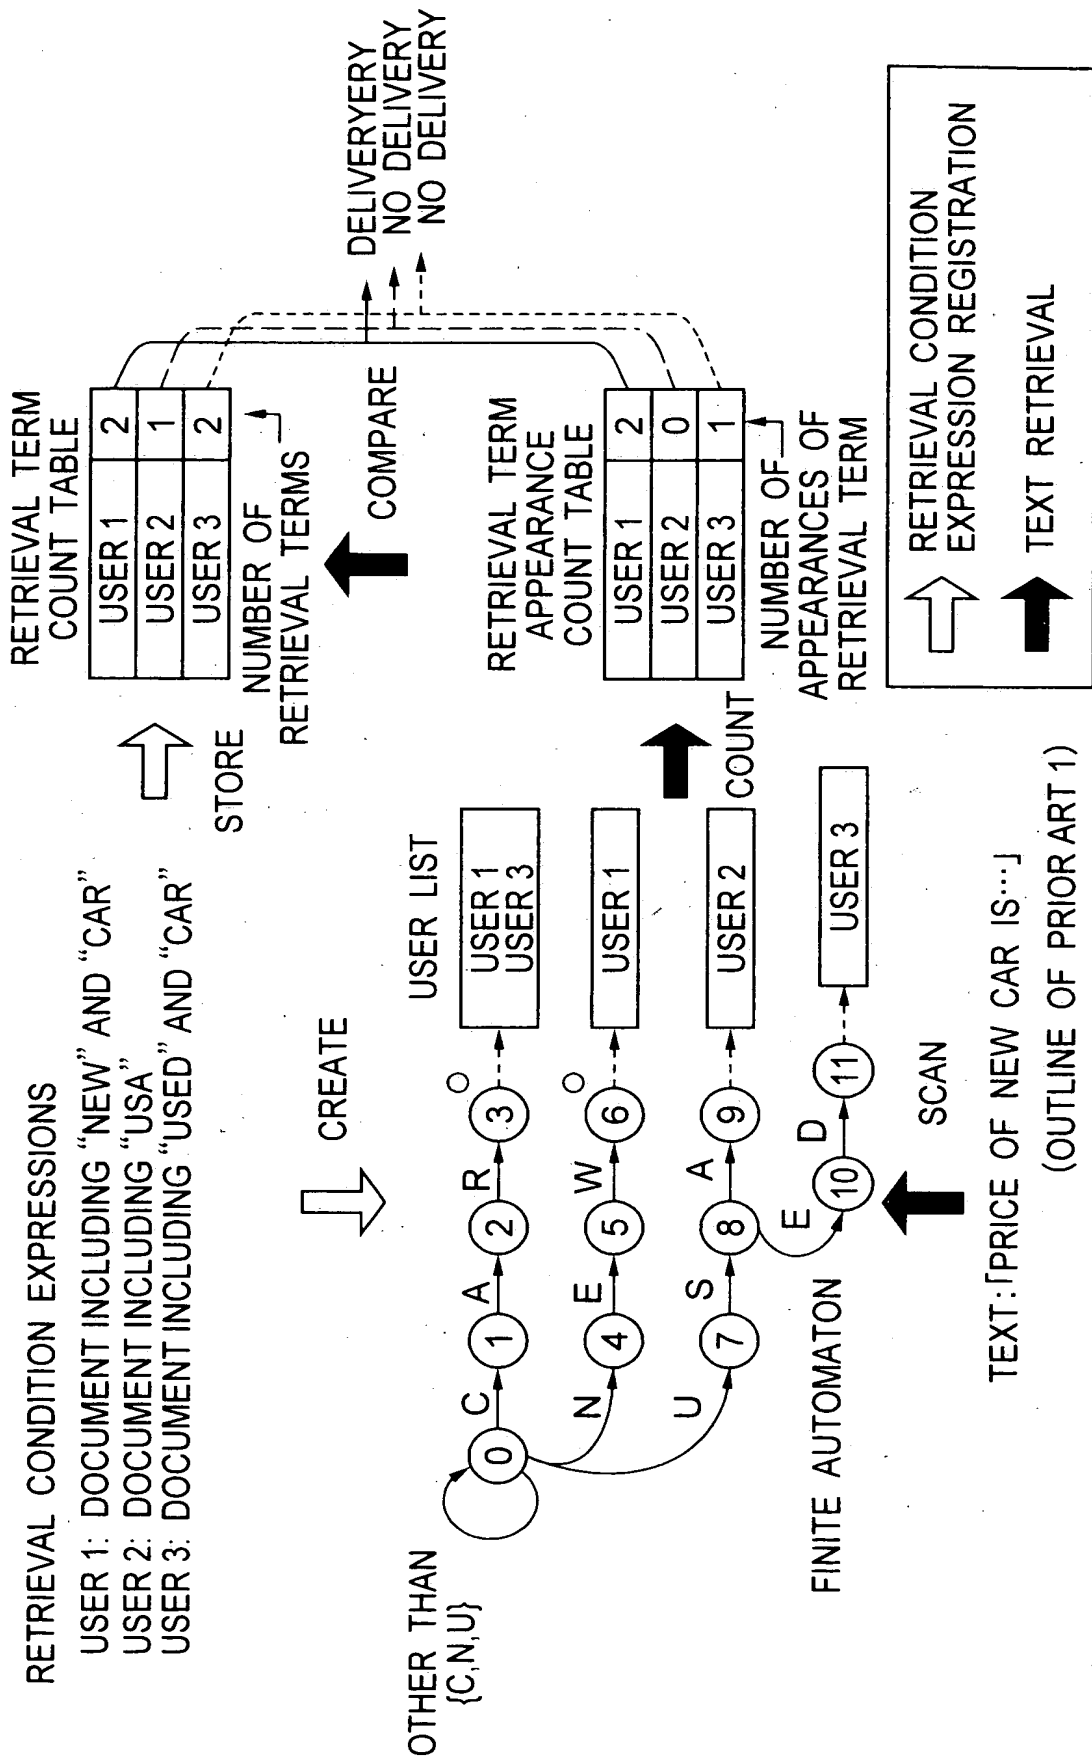 RETRIEVAL CONDITION EXPRESSIONS
USER 1: DOCUMENT INCLUDING “NEW” AND “CAR”
USER 2: DOCUMENT INCLUDING “USA”
USER 3: DOCUMENT INCLUDING “USED” AND “CAR”
STORE
RETRIEVAL TERM
COUNT TABLE
USER 1 2
USER 2 1
USER 3 2
NUMBER OF
RETRIEVAL TERMS
CREATE
COMPARE
DELIVERYERY
NO DELIVERY
NO DELIVERY
OTHER THAN
{C,N,U}
USER LIST
0 C 1 A 2 R 3
USER 1
USER 3
N 4 E 5 W 6
USER 1
U 7 S 8 A 9
USER 2
E 10 D 11
USER 3
FINITE AUTOMATON
COUNT
RETRIEVAL TERM
APPEARANCE
COUNT TABLE
USER 1 2
USER 2 0
USER 3 1
NUMBER OF
APPEARANCES OF
RETRIEVAL TERM
SCAN
TEXT:「PRICE OF NEW CAR IS···」
(OUTLINE OF PRIOR ART 1)
RETRIEVAL CONDITION
EXPRESSION REGISTRATION
TEXT RETRIEVAL